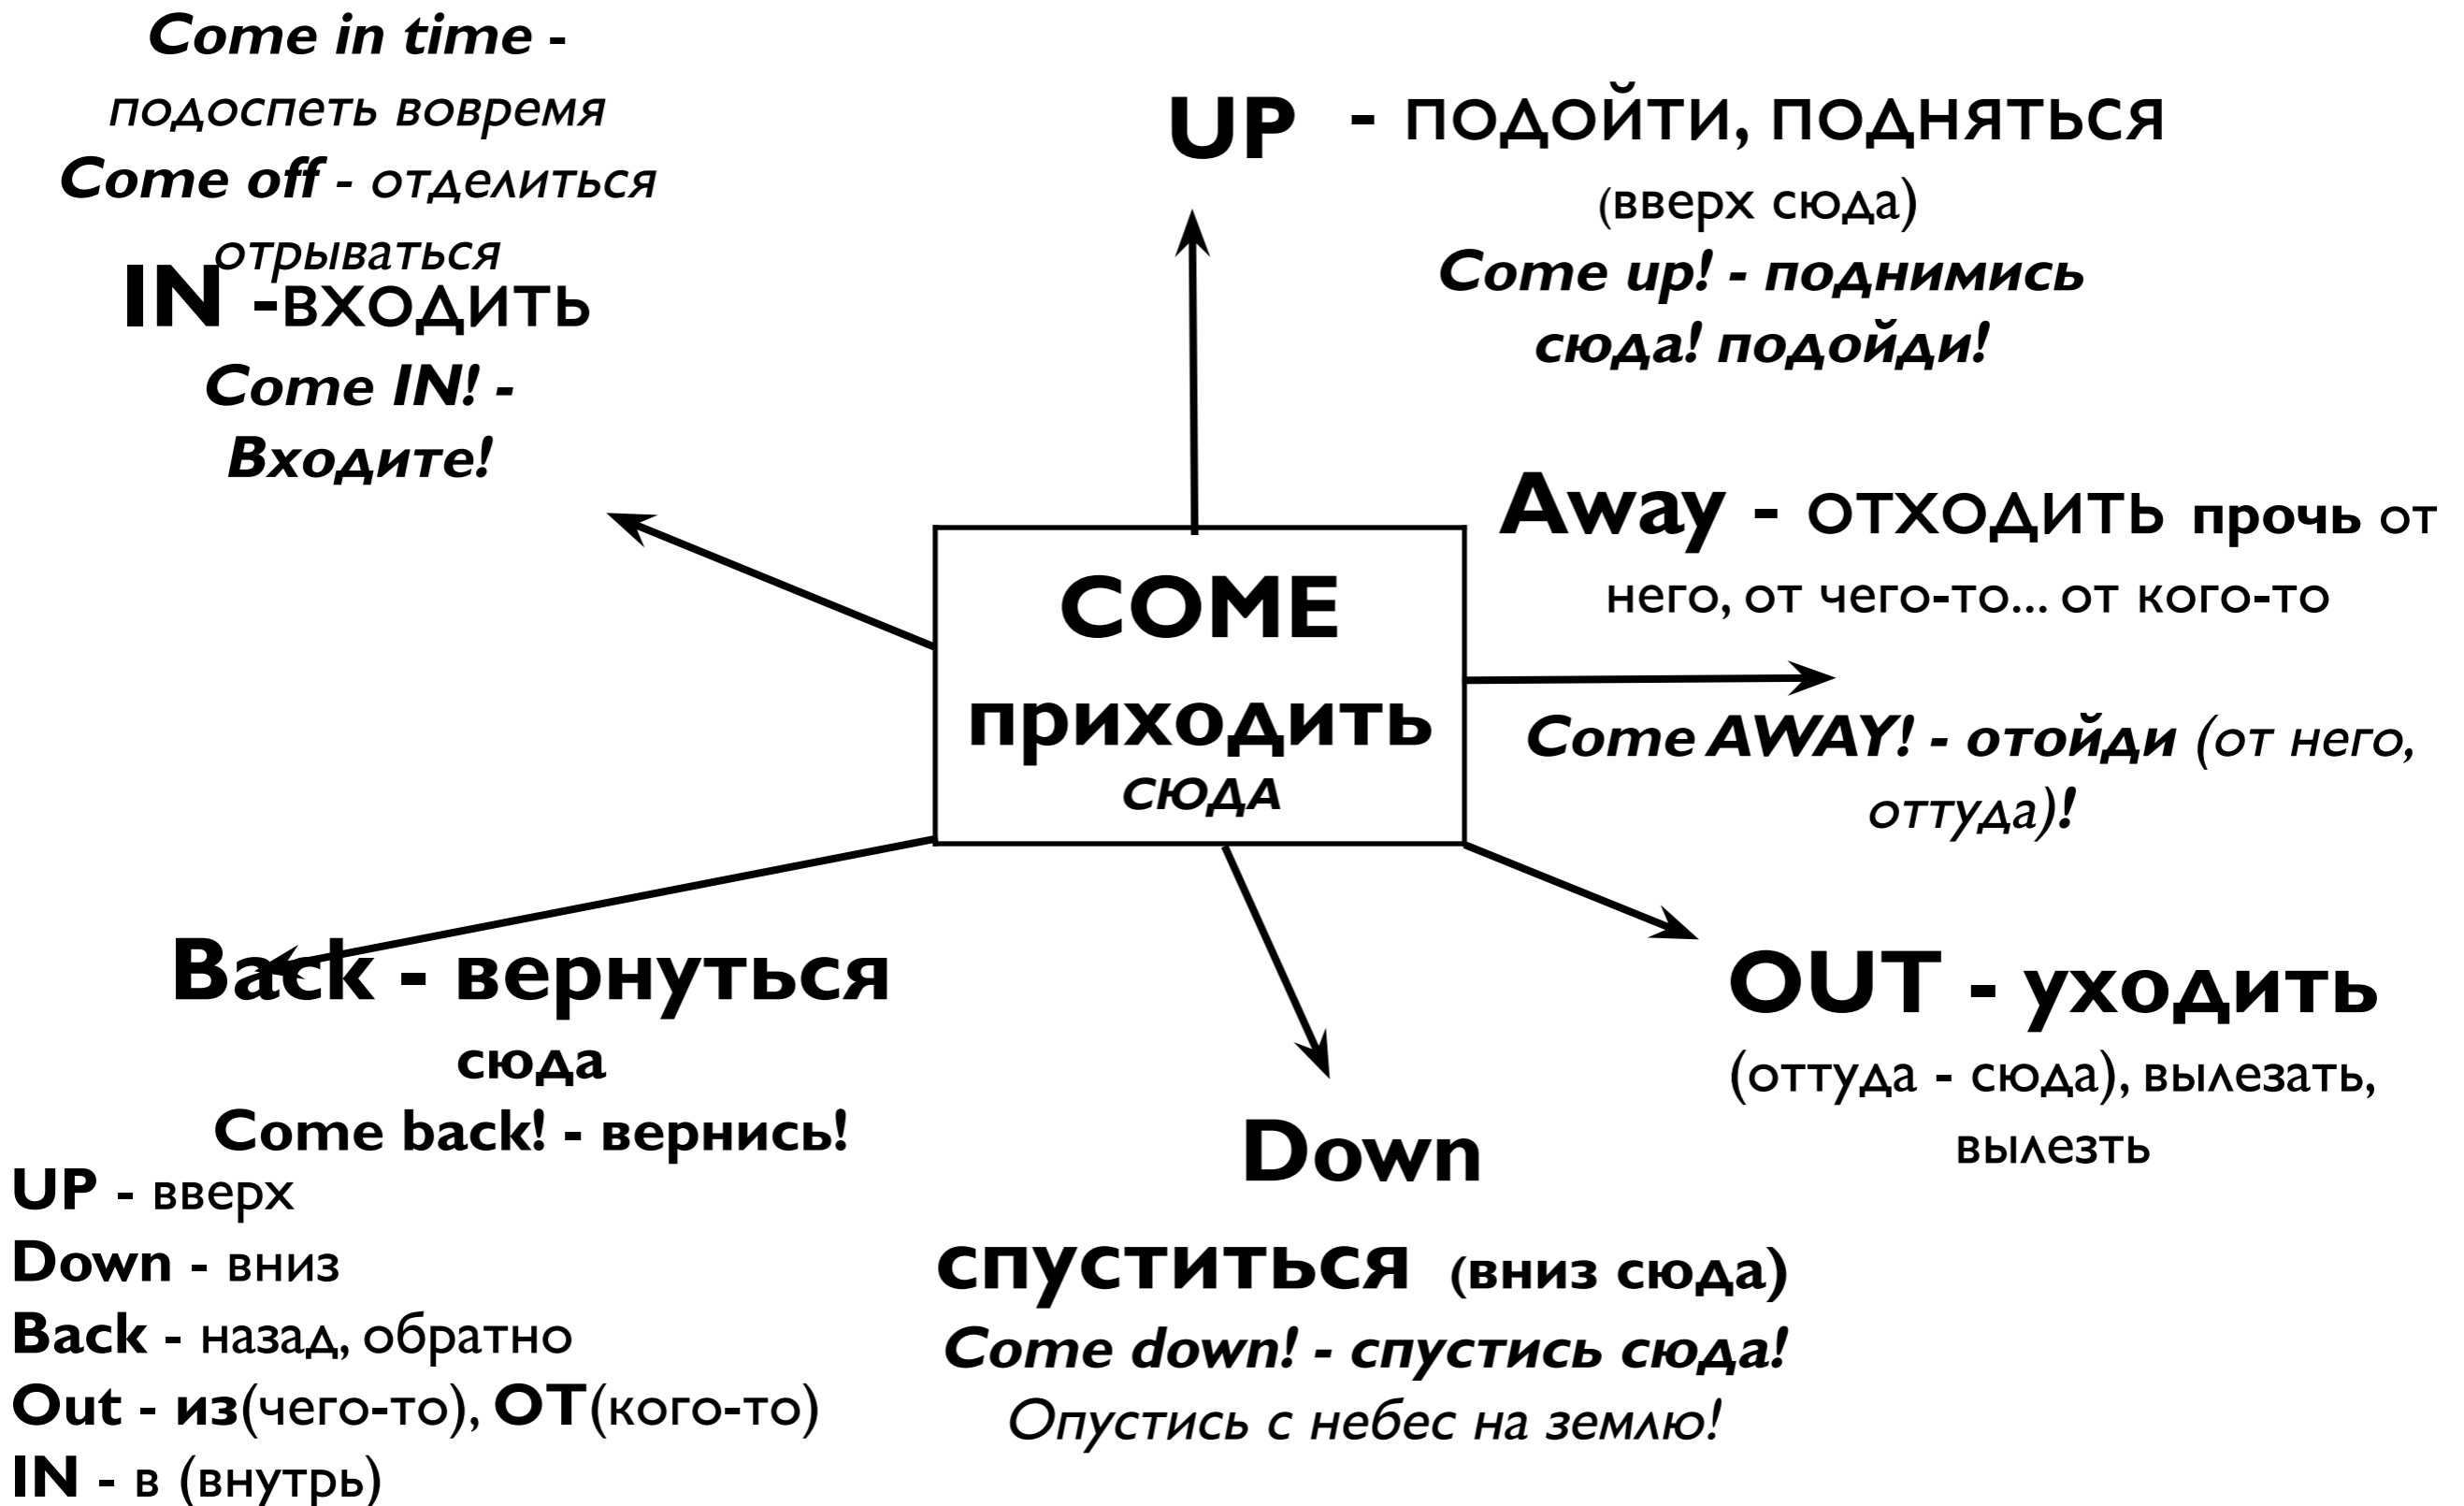 Come in time -
подоспеть вовремя
Come off - отделиться
отрываться
IN -ВХОДИТЬ
Come IN! -
Входите!
UP - ПОДОЙТИ, ПОДНЯТЬСЯ
(вверх сюда)
Come up! - поднимись
сюда! подойди!
Away - ОТХОДИТЬ прочь от
него, от чего-то... от кого-то
Come AWAY! - отойди (от него,
оттуда)!
COME
приходить
СЮДА
Back - вернуться
сюда
Come back! - вернись!
OUT - уходить
(оттуда - сюда), вылезать,
вылезть
Down
спуститься (вниз сюда)
Come down! - спустись сюда!
Опустись с небес на землю!
UP - вверх
Down - вниз
Back - назад, обратно
Out - из(чего-то), ОТ(кого-то)
IN - в (внутрь)